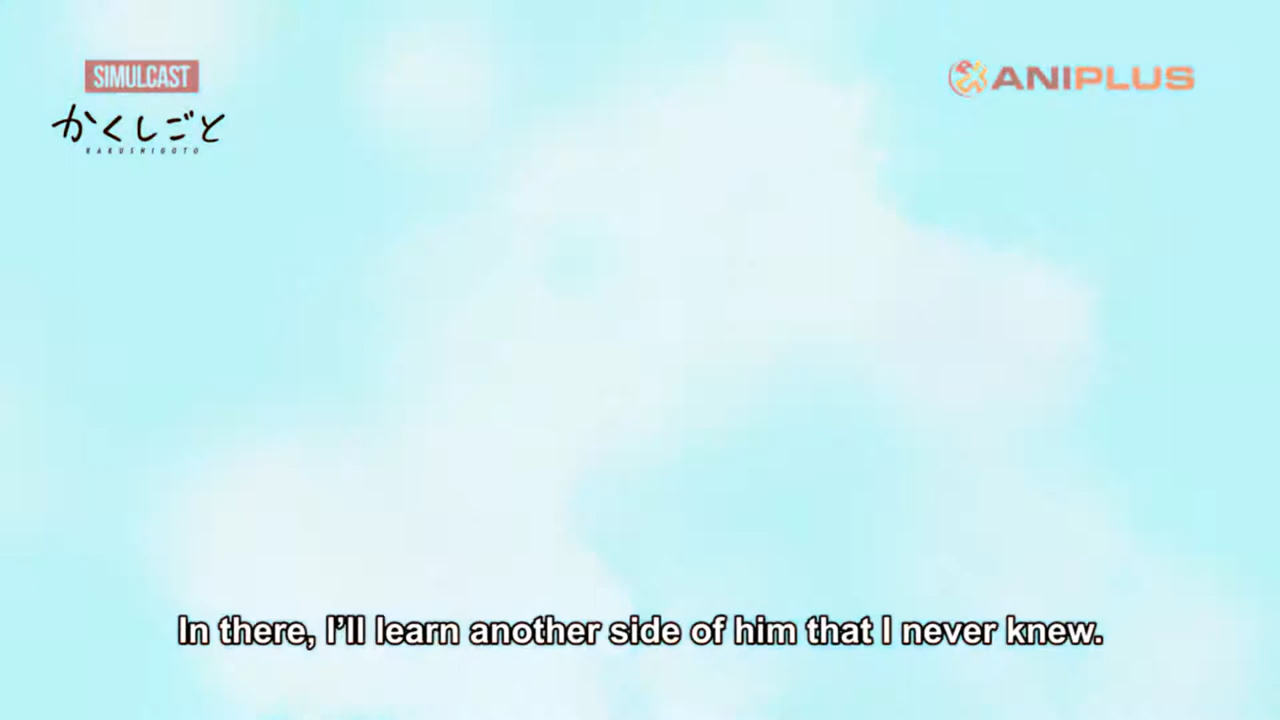 SIMULCAST
ANIPLUS
かくしごと
KAKUSHIGOTO
In there, I'll learn another side of him that I never knew.